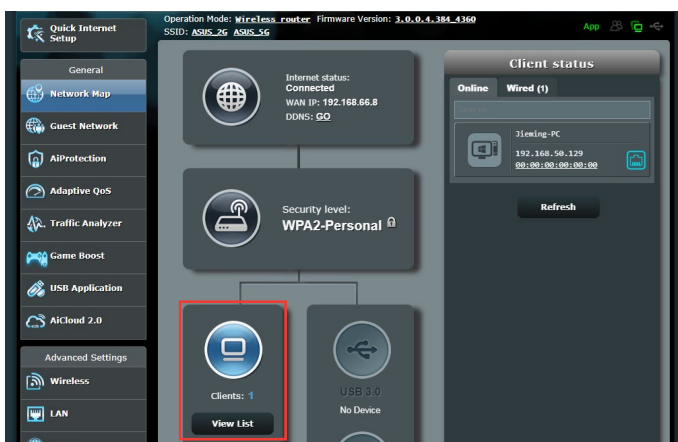 Quick Internet
Setup
Operation Mode: Wireless router Firmware Version: 3.0.0.4.384_4360
SSID: ASUS_2G ASUS_5G
App
General
Network Map
Guest Network
AiProtection
Adaptive QoS
Traffic Analyzer
Game Boost
USB Application
AiCloud 2.0
Advanced Settings
Wireless
LAN
Internet status:
Connected
WAN IP: 192.168.66.8
DDNS: GO
Security level:
WPA2-Personal
Clients: 1
View List
USB 3.0
No Device
Client status
Online Wired (1)
Jieming-PC
192.168.50.129
00:00:00:00:00:00
Refresh